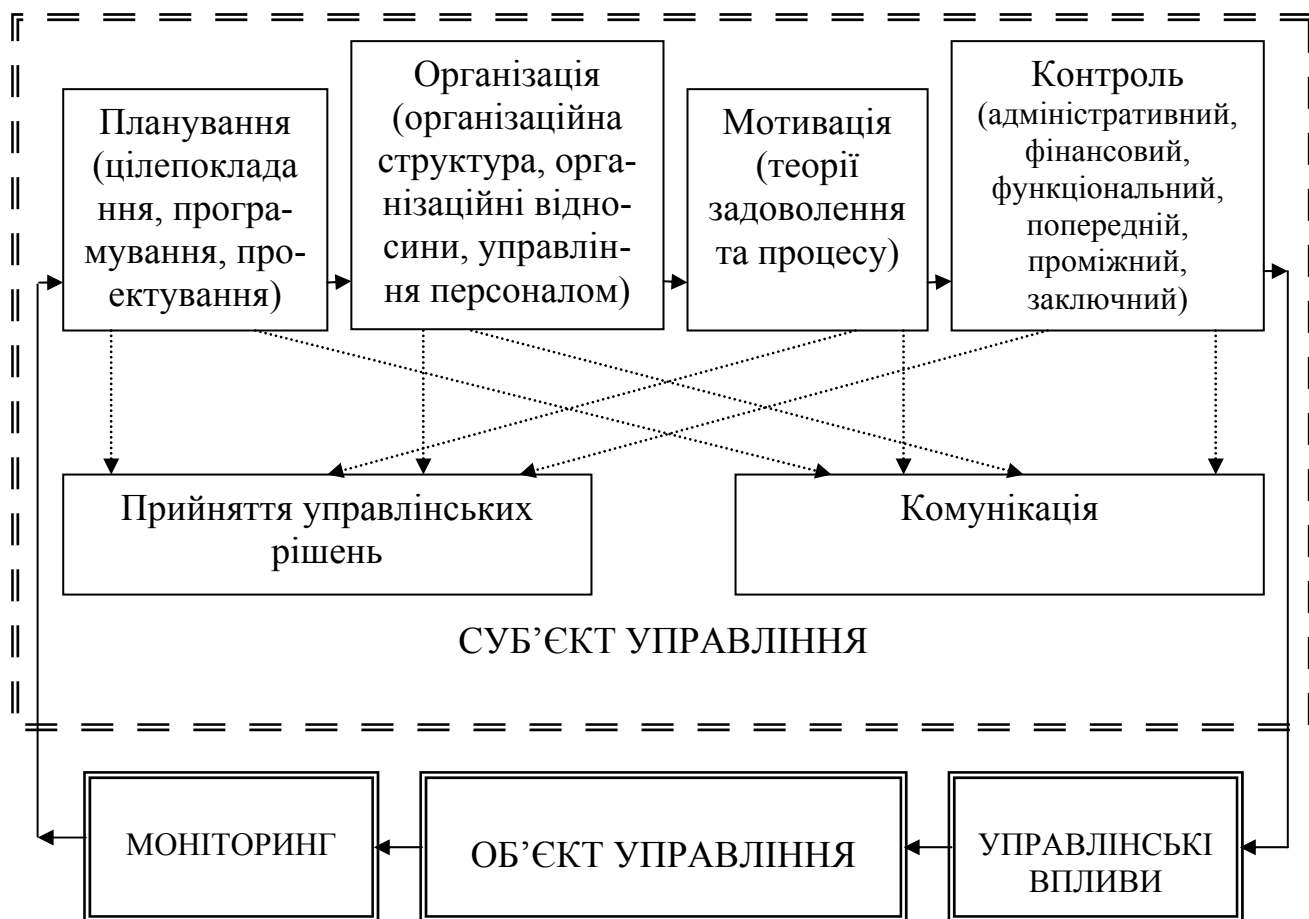 Планування
(цілепоклада
ння, програ-
мування, про-
ектування)
Організація
(організаційна
структура, орга-
нізаційні відно-
сини, управлін-
ня персоналом)
Мотивація
(теорії
задоволення
та процесу)
Контроль
(адміністративний,
фінансовий,
функціональний,
попередній,
проміжний,
заключний)
Прийняття управлінських
рішень
Комунікація
СУБ’ЄКТ УПРАВЛІННЯ
МОНІТОРИНГ
ОБ’ЄКТ УПРАВЛІННЯ
УПРАВЛІНСЬКІ
ВПЛИВИ